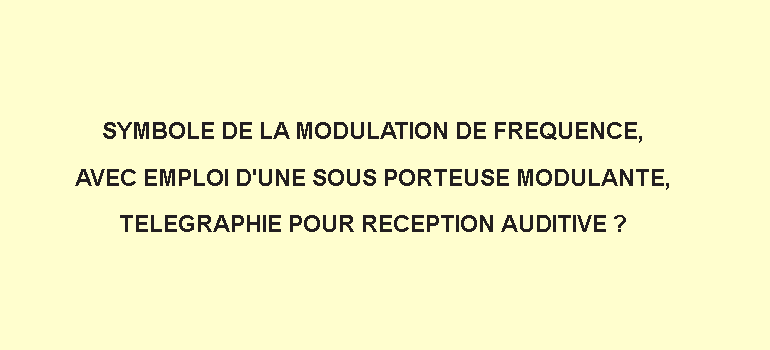 SYMBOLE DE LA MODULATION DE FREQUENCE,
AVEC EMPLOI D'UNE SOUS PORTEUSE MODULANTE,
TELEGRAPHIE POUR RECEPTION AUDITIVE ?